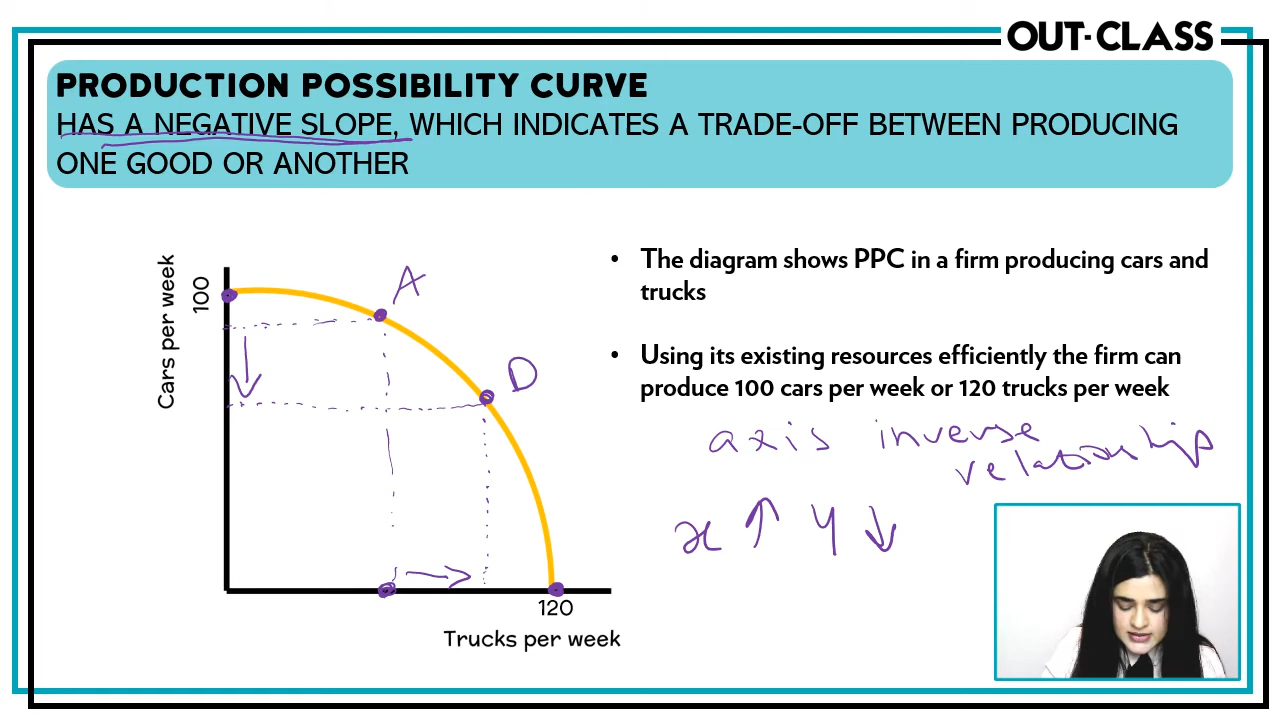 OUT-CLASS
PRODUCTION POSSIBILITY CURVE
HAS A NEGATIVE SLOPE, WHICH INDICATES A TRADE-OFF BETWEEN PRODUCING
ONE GOOD OR ANOTHER
Cars per week
100
A
D
120
Trucks per week
• The diagram shows PPC in a firm producing cars and
trucks
• Using its existing resources efficiently the firm can
produce 100 cars per week or 120 trucks per week
axis inverse
relationship
x ↑ y ↓